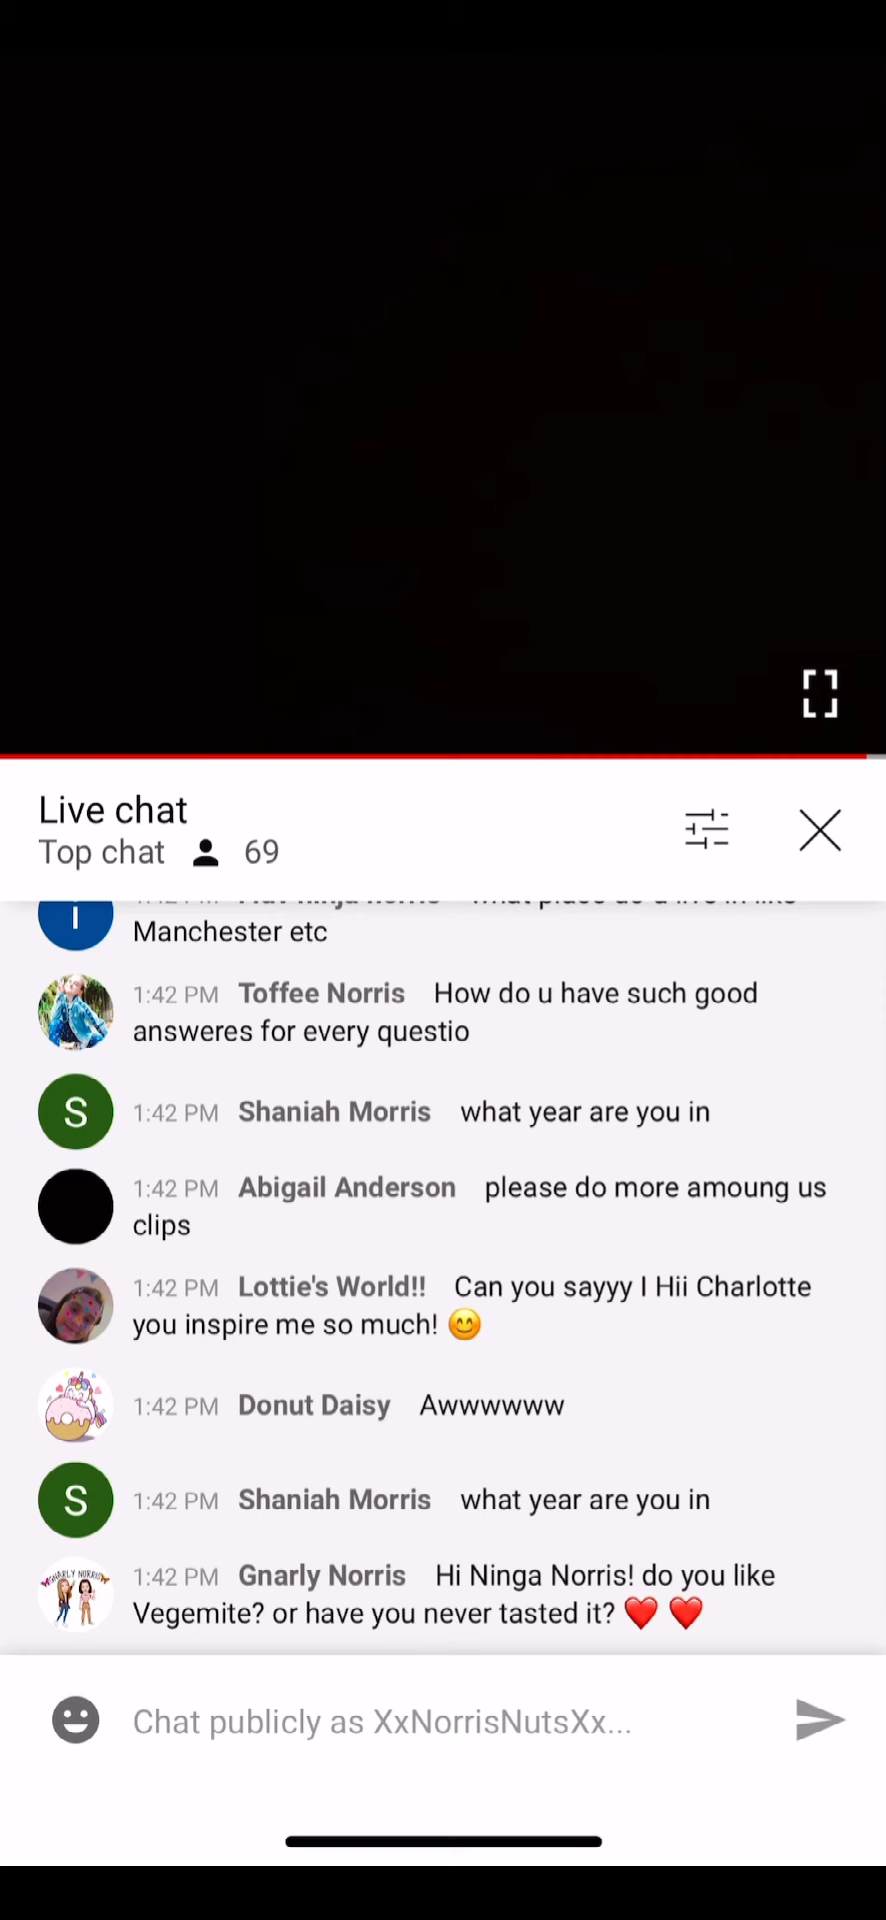 Live chat
Top chat 69
Manchester etc
1:42 PM Toffee Norris How do u have such good
answeres for every questio
S 1:42 PM Shaniah Morris what year are you in
1:42 PM Abigail Anderson please do more amoung us
clips
1:42 PM Lottie's World!! Can you sayyy I Hii Charlotte
you inspire me so much! 😊
1:42 PM Donut Daisy Awwwwww
S 1:42 PM Shaniah Morris what year are you in
GNARLY NORRIS
1:42 PM Gnarly Norris Hi Ninga Norris! do you like
Vegemite? or have you never tasted it? ❤️ ❤️
Chat publicly as XxNorrisNutsXx...